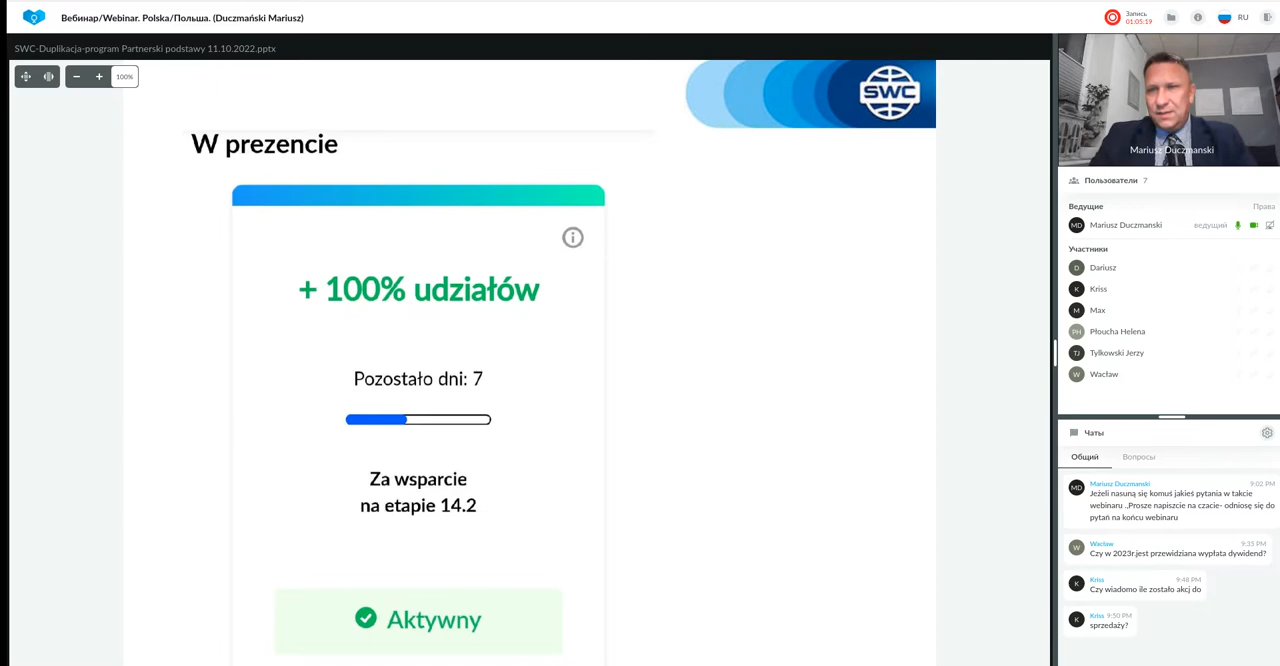 Вебинар/Webinar. Polska/Польша. (Duczmański Mariusz)
Запись
01:05:19
RU
SWC-Duplikacja-program Partnerski podstawy 11.10.2022.pptx
100%
SWC
W prezencie
+ 100% udziałów
Pozostało dni: 7
Za wsparcie
na etapie 14.2
Aktywny
Mariusz Duczmanski
Пользователи 7
Ведущие
Права
MD Mariusz Duczmanski ведущий
Участники
D Dariusz
K Kriss
M Max
PH Płoucha Helena
TJ Tylkowski Jerzy
W Wacław
Чаты
Общий
Вопросы
MD Mariusz Duczmanski 9:02 PM
Jeżeli nasuną się komuś jakieś pytania w takcie
webinaru .,Prosze napiszcie na czacie- odniosę się do
pytań na końcu webinaru
W Wacław 9:35 PM
Czy w 2023r.jest przewidziana wypłata dywidend?
K Kriss 9:48 PM
Czy wiadomo ile zostało akcj do
K Kriss 9:50 PM
sprzedaży?